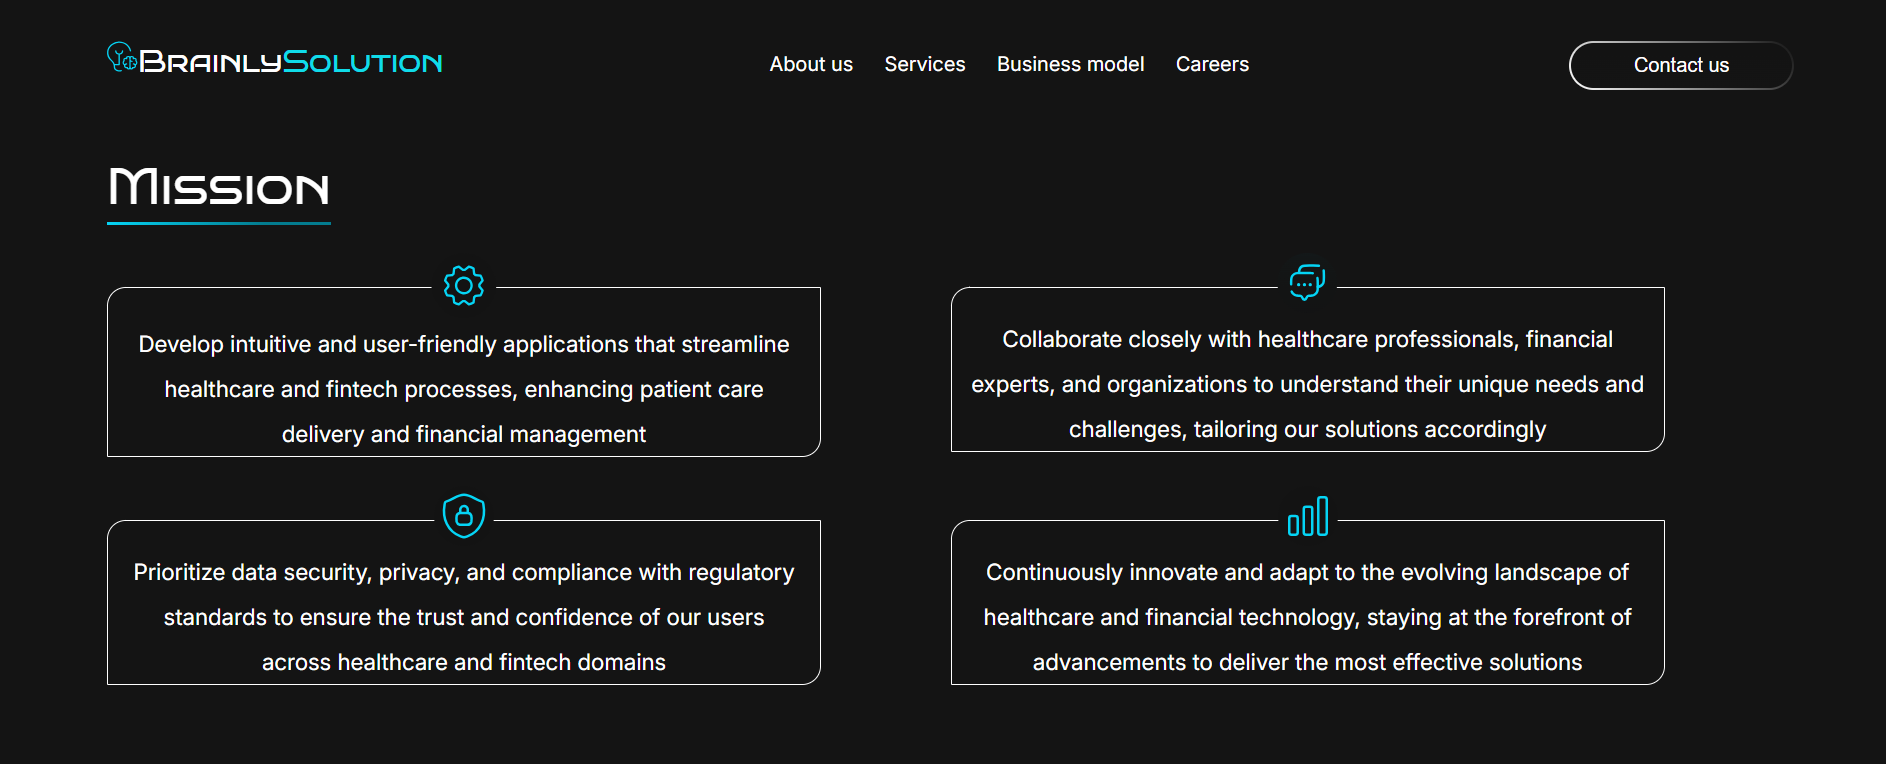 BrainlySolution
About us
Services
Business model
Careers
Contact us
Mission
Develop intuitive and user-friendly applications that streamline
healthcare and fintech processes, enhancing patient care
delivery and financial management
Collaborate closely with healthcare professionals, financial
experts, and organizations to understand their unique needs and
challenges, tailoring our solutions accordingly
Prioritize data security, privacy, and compliance with regulatory
standards to ensure the trust and confidence of our users
across healthcare and fintech domains
Continuously innovate and adapt to the evolving landscape of
healthcare and financial technology, staying at the forefront of
advancements to deliver the most effective solutions